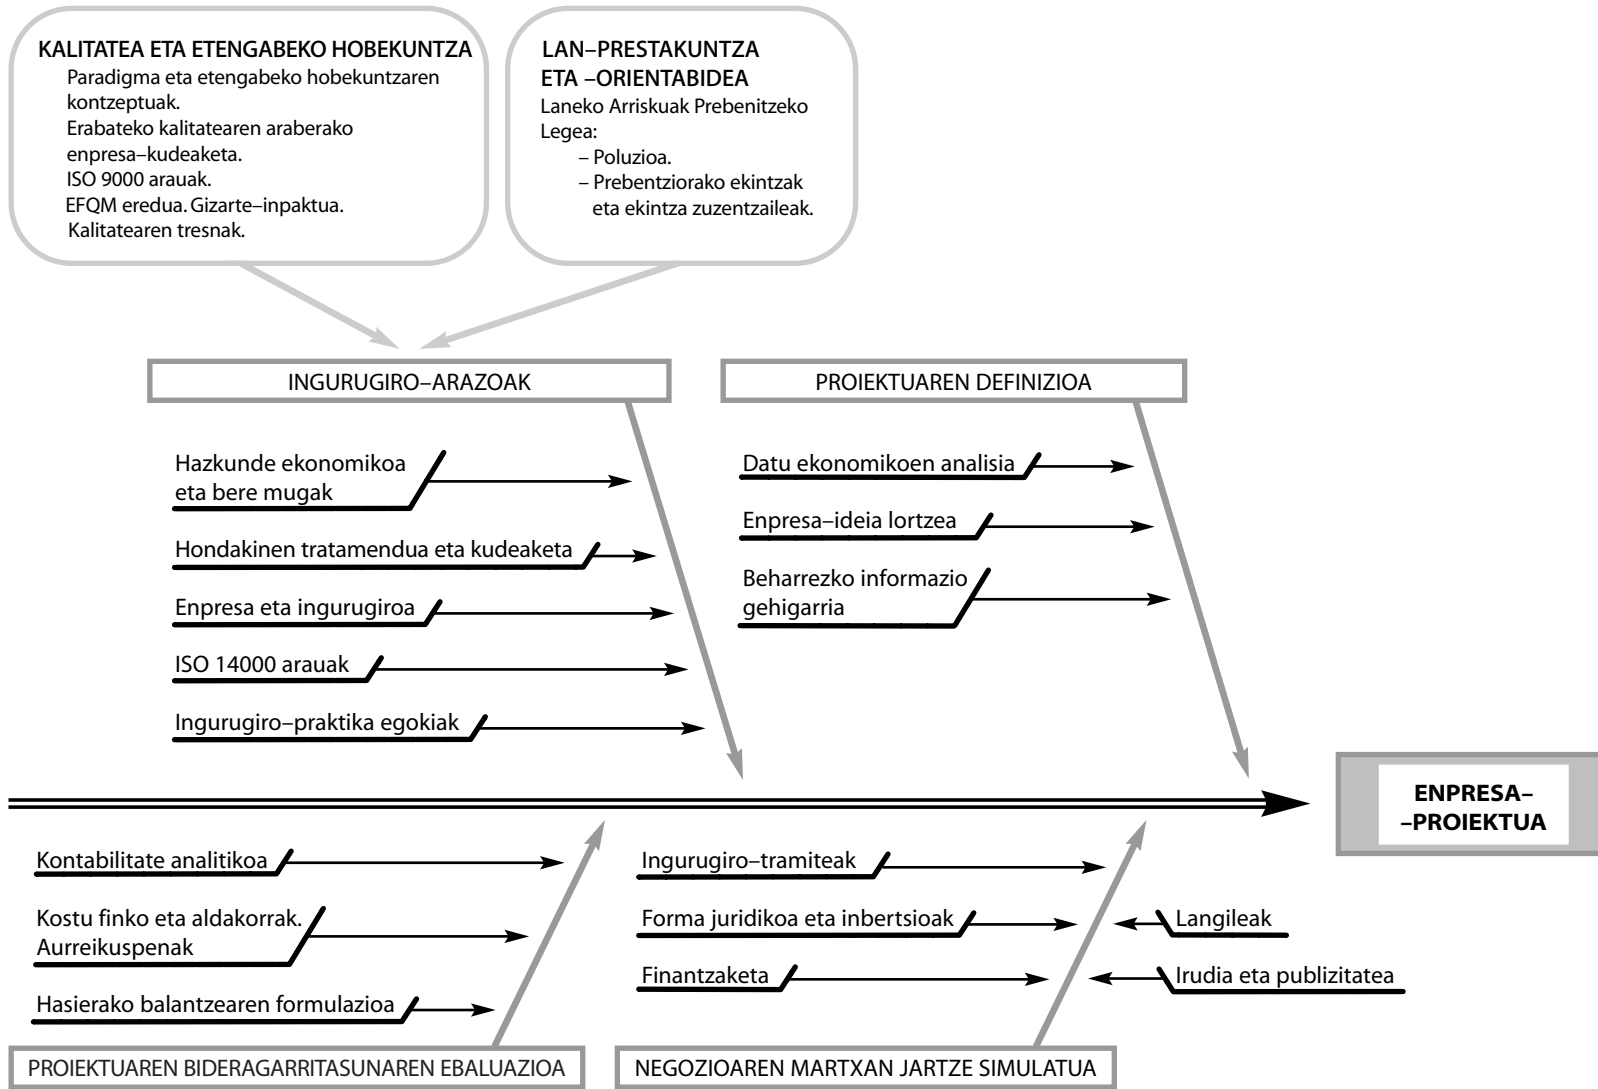 KALITATEA ETA ETENGABEKO HOBEKUNTZA
Paradigma eta etengabeko hobekuntzaren
kontzeptuak.
Erabateko kalitatearen araberako
enpresa–kudeaketa.
ISO 9000 arauak.
EFQM eredua. Gizarte–inpaktua.
Kalitatearen tresnak.
LAN–PRESTAKUNTZA
ETA –ORIENTABIDEA
Laneko Arriskuak Prebenitzeko
Legea:
– Poluzioa.
– Prebentziorako ekintzak
eta ekintza zuzentzaileak.
INGURUGIRO–ARAZOAK
Hazkunde ekonomikoa
eta bere mugak
Hondakinen tratamendua eta kudeaketa
Enpresa eta ingurugiroa
ISO 14000 arauak
Ingurugiro–praktika egokiak
PROIEKTUAREN DEFINIZIOA
Datu ekonomikoen analisia
Enpresa–ideia lortzea
Beharrezko informazio
gehigarria
ENPRESA–
–PROIEKTUA
Kontabilitate analitikoa
Kostu finko eta aldakorrak.
Aurreikuspenak
Hasierako balantzearen formulazioa
PROIEKTUAREN BIDERAGARRITASUNAREN EBALUAZIOA
Ingurugiro–tramiteak
Forma juridikoa eta inbertsioak
Finantzaketa
Langileak
Irudia eta publizitatea
NEGOZIOAREN MARTXAN JARTZE SIMULATUA